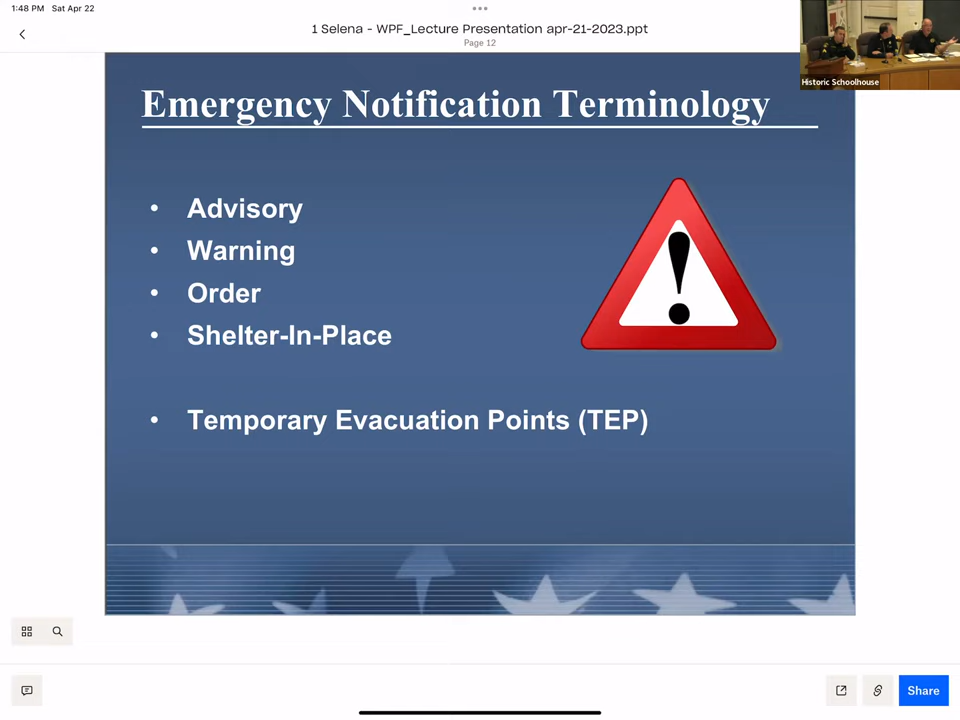 1:48 PM Sat Apr 22
1 Selena - WPF_Lecture Presentation apr-21-2023.ppt
Page 12
Historic Schoolhouse
Emergency Notification Terminology
• Advisory
• Warning
• Order
• Shelter-In-Place
• Temporary Evacuation Points (TEP)
Share